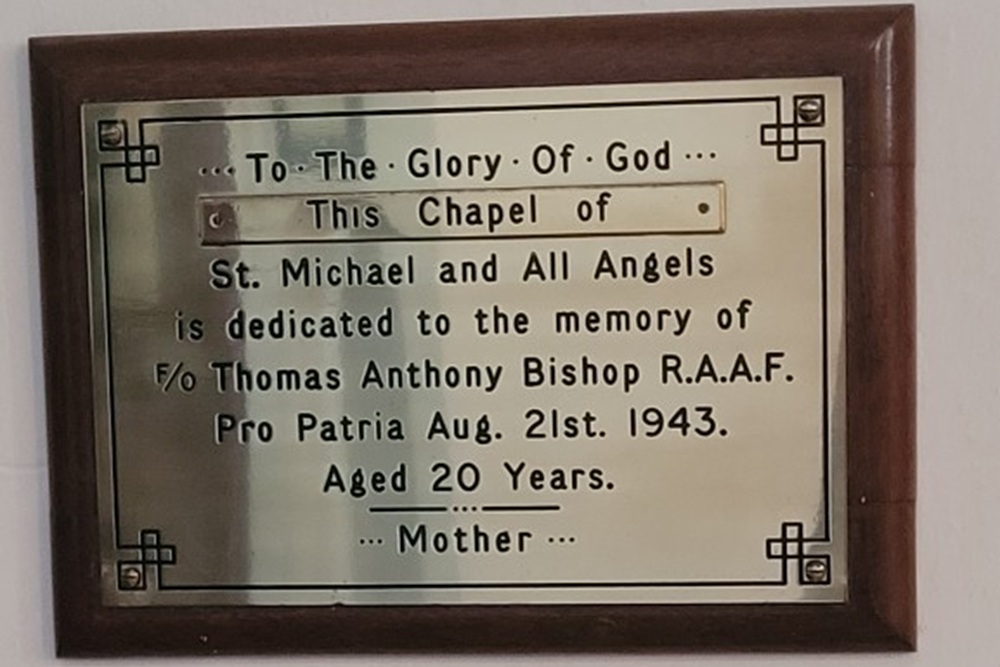 ··· To · The · Glory · Of · God ···
This Chapel of
St. Michael and All Angels
is dedicated to the memory of
F/O Thomas Anthony Bishop R.A.A.F.
Pro Patria Aug. 21st. 1943.
Aged 20 Years.
··· Mother ···